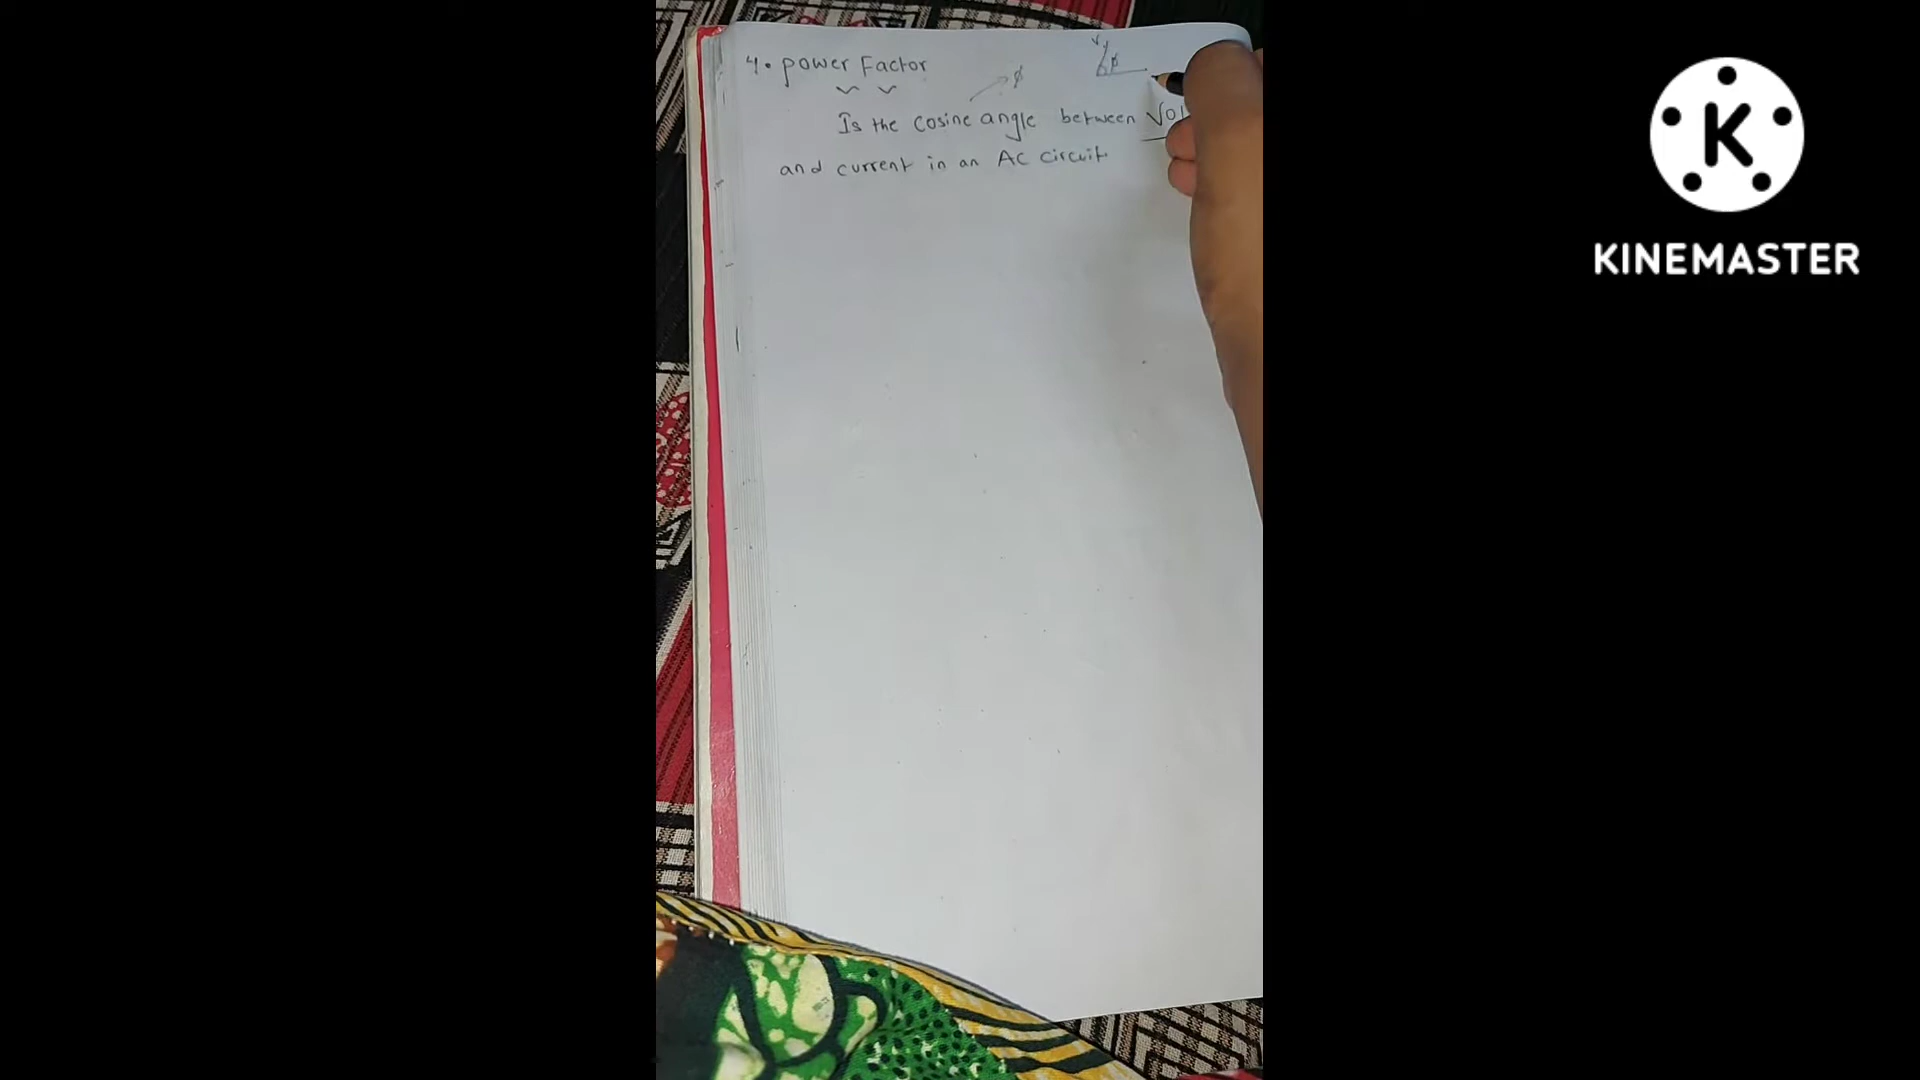 4. power Factor
V
φ
φ
Is the cosine angle between Vol
and current in an AC circuit.
K
KINEMASTER